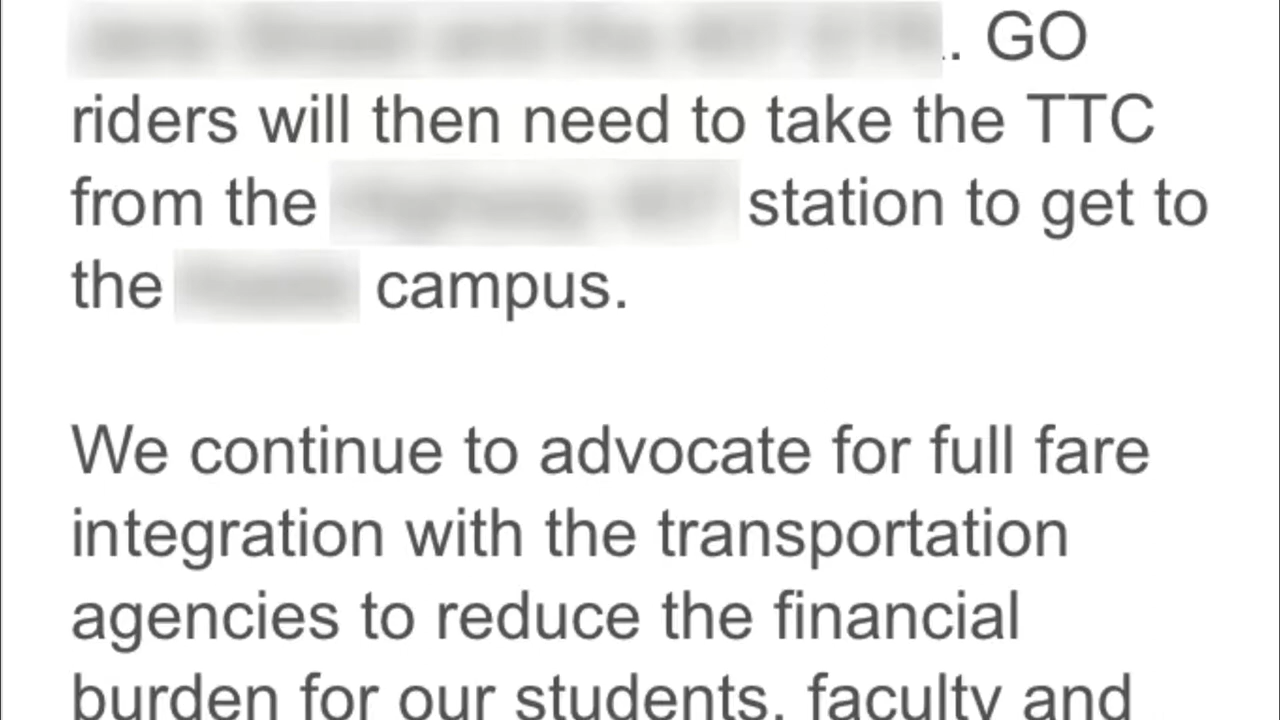 . GO
riders will then need to take the TTC
from the station to get to
the campus.
We continue to advocate for full fare
integration with the transportation
agencies to reduce the financial
burden for our students, faculty and